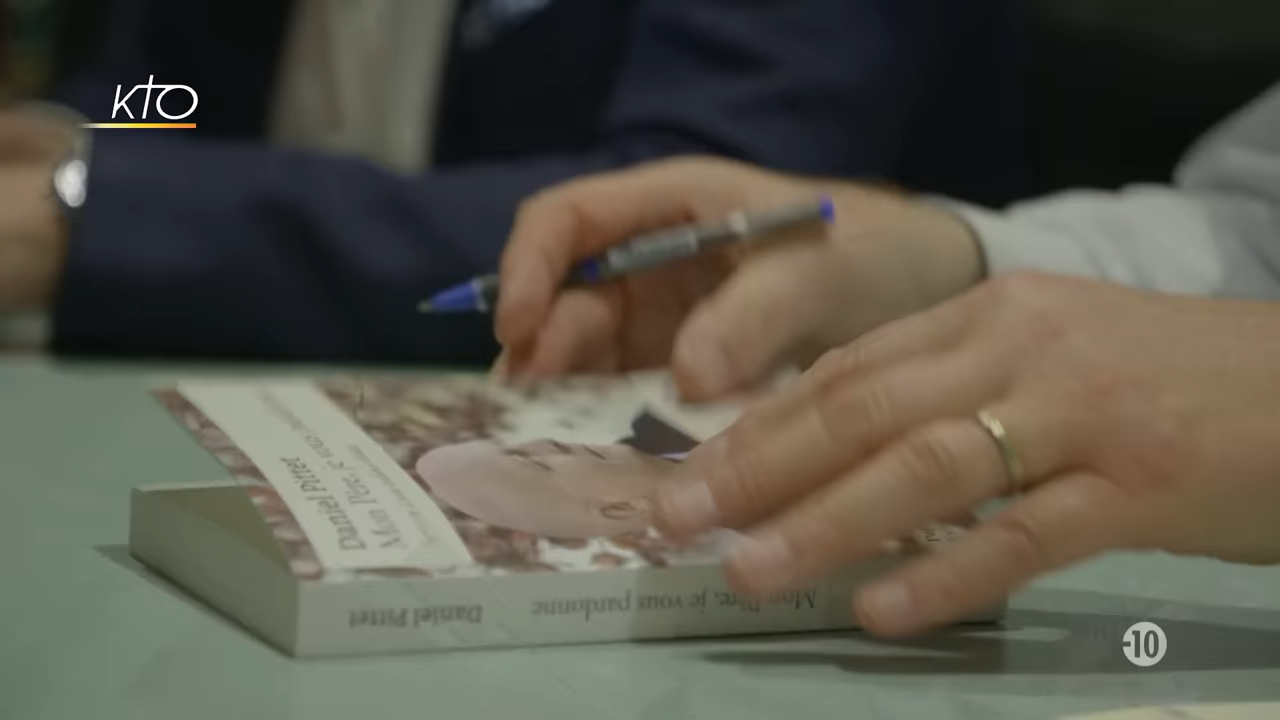 KTO
Daniel Pittet
Mon Père, je vous pardonne
Daniel Pittet
Mon Père, je vous pardonne
-10